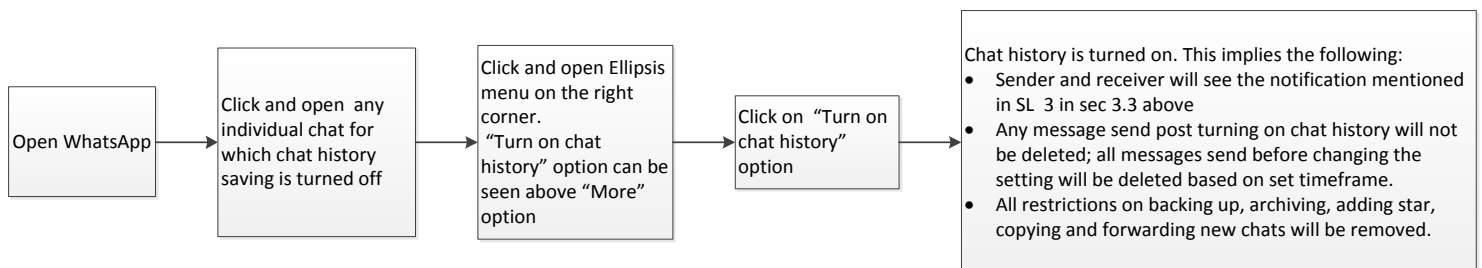 Open WhatsApp
Click and open  any
individual chat for
which chat history
saving is turned off
Click and open Ellipsis
menu on the right
corner.
“Turn on chat
history” option can be
seen above “More”
option
Click on  “Turn on
chat history”
option
Chat history is turned on. This implies the following:
• Sender and receiver will see the notification mentioned
in SL  3 in sec 3.3 above
• Any message send post turning on chat history will not
be deleted; all messages send before changing the
setting will be deleted based on set timeframe.
• All restrictions on backing up, archiving, adding star,
copying and forwarding new chats will be removed.